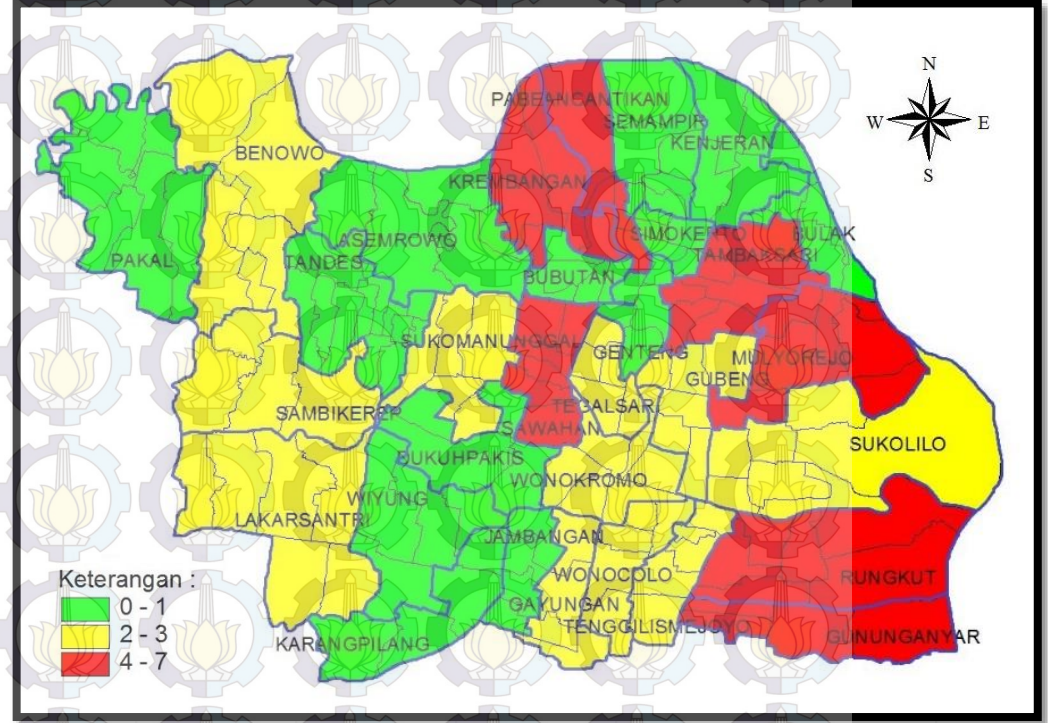 N
W E
S
PABEANCANTIKAN
SEMAMPIR
KENJERAN
BENOWO
KREMBANGAN
ASEMROWO
SIMOKERTO
BULAK
TAMBAKSARI
PAKAL
TANDES
BUBUTAN
SUKOMANUNGGAL
GENTENG
MULYOREJO
GUBENG
SAMBIKEREP
TEGALSARI
SAWAHAN
SUKOLILO
DUKUHPAKIS
WONOKROMO
WIYUNG
LAKARSANTRI
JAMBANGAN
WONOCOLO
RUNGKUT
GAYUNGAN
TENGGILISMEJOYO
GUNUNGANYAR
KARANGPILANG
Keterangan :
0 - 1
2 - 3
4 - 7